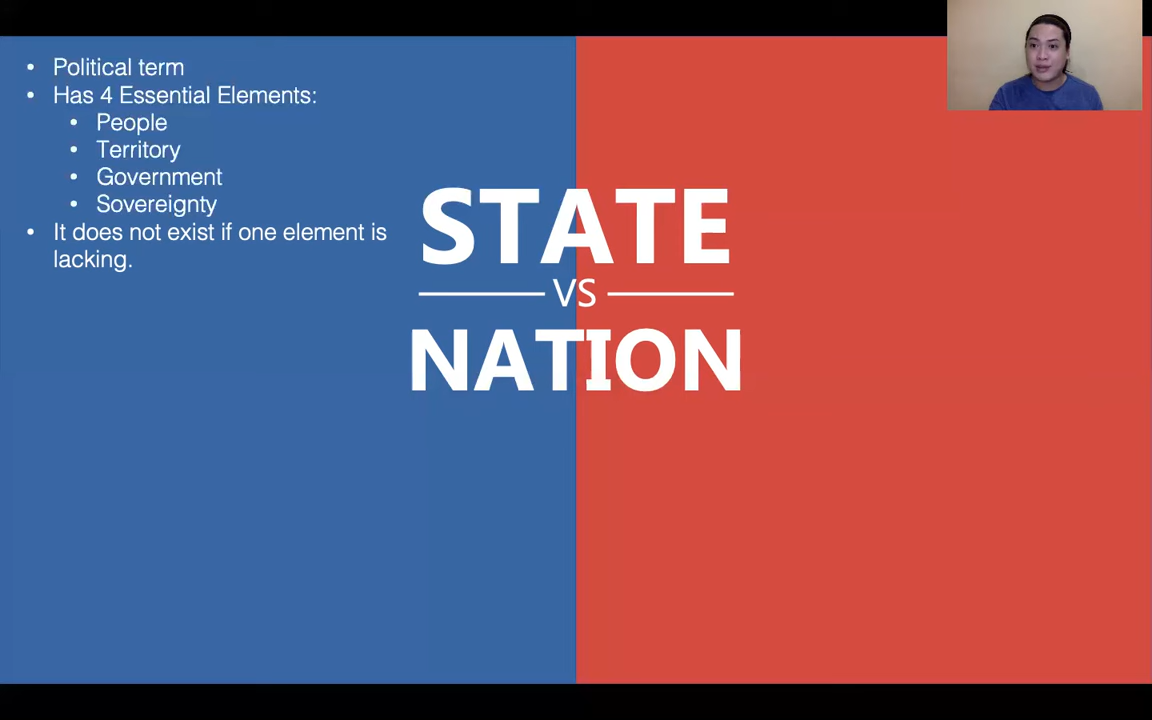 Political term
Has 4 Essential Elements:
People
Territory
Government
Sovereignty
It does not exist if one element is
lacking.
STATE
VS
NATION